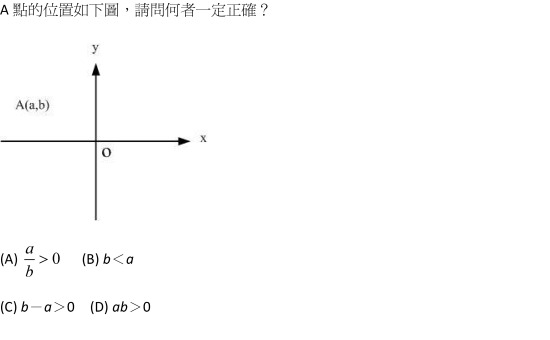 A 點的位置如下圖，請問何者一定正確？
y
A(a,b)
x
O
(A) a/b > 0 (B) b＜a
(C) b－a＞0 (D) ab＞0